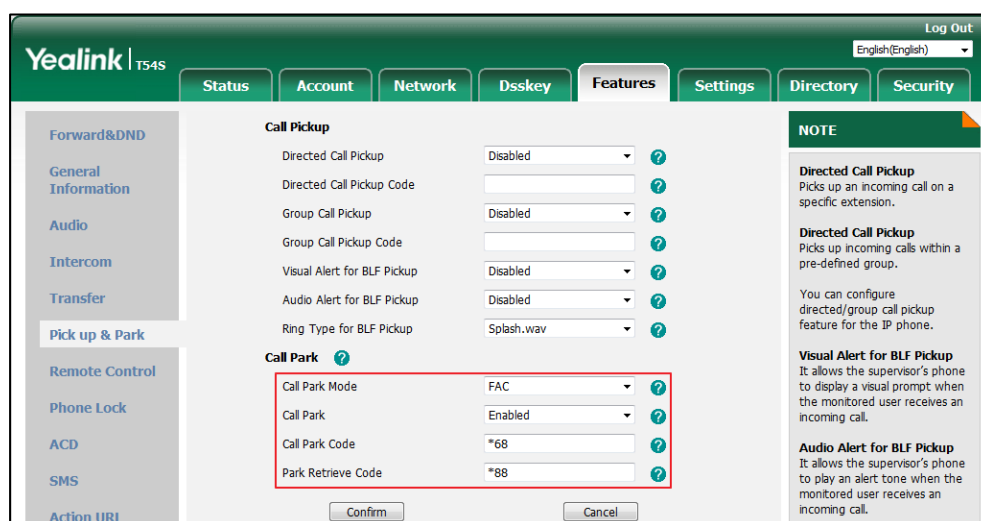 Log Out
English(English)
Yealink | T54S
Status
Account
Network
Dsskey
Features
Settings
Directory
Security
Forward&DND
General
Information
Audio
Intercom
Transfer
Pick up & Park
Remote Control
Phone Lock
ACD
SMS
Action URL
Call Pickup
Directed Call Pickup Disabled ?
Directed Call Pickup Code ?
Group Call Pickup Disabled ?
Group Call Pickup Code ?
Visual Alert for BLF Pickup Disabled ?
Audio Alert for BLF Pickup Disabled ?
Ring Type for BLF Pickup Splash.wav ?
Call Park ?
Call Park Mode FAC ?
Call Park Enabled ?
Call Park Code *68 ?
Park Retrieve Code *88 ?
Confirm Cancel
NOTE
Directed Call Pickup
Picks up an incoming call on a
specific extension.
Directed Call Pickup
Picks up incoming calls within a
pre-defined group.
You can configure
directed/group call pickup
feature for the IP phone.
Visual Alert for BLF Pickup
It allows the supervisor's phone
to display a visual prompt when
the monitored user receives an
incoming call.
Audio Alert for BLF Pickup
It allows the supervisor's phone
to play an alert tone when the
monitored user receives an
incoming call.